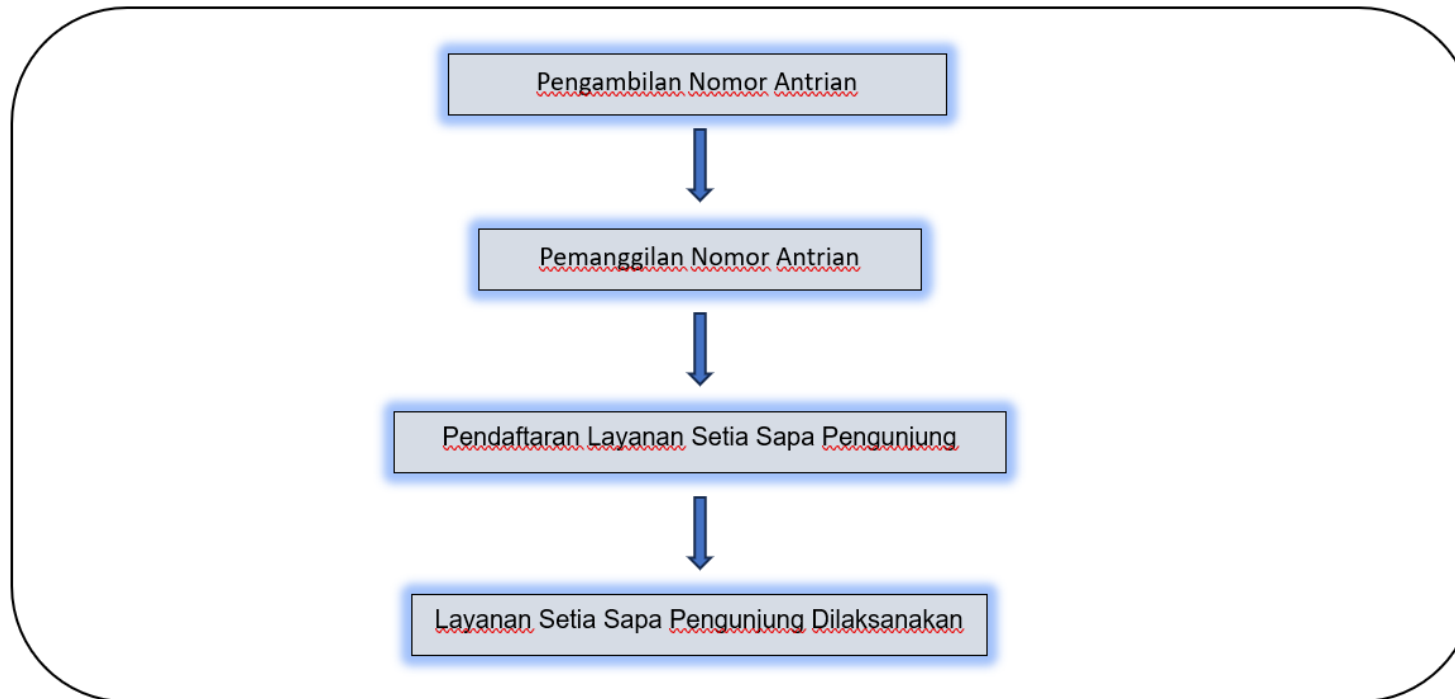 Pengambilan Nomor Antrian
Pemanggilan Nomor Antrian
Pendaftaran Layanan Setia Sapa Pengunjung
Layanan Setia Sapa Pengunjung Dilaksanakan